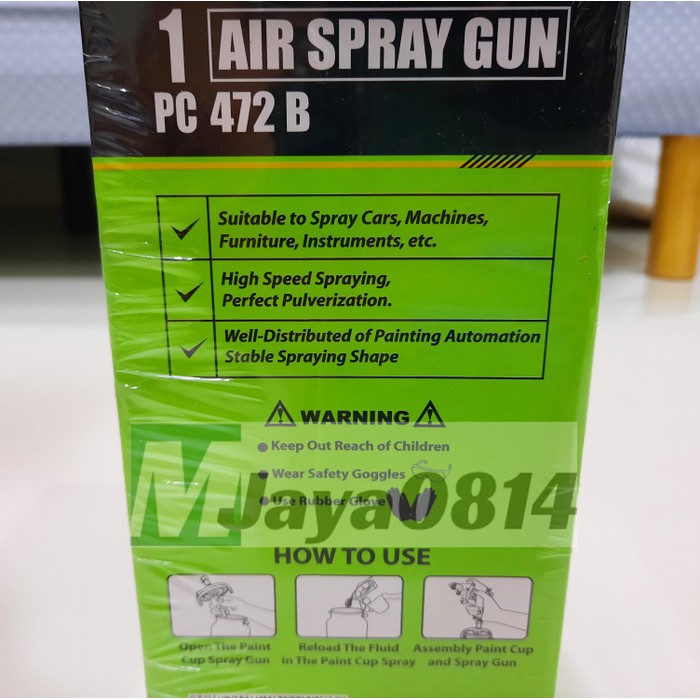 1 AIR SPRAY GUN
PC 472 B
Suitable to Spray Cars, Machines,
Furniture, Instruments, etc.
High Speed Spraying,
Perfect Pulverization.
Well-Distributed of Painting Automation
Stable Spraying Shape
WARNING
Keep Out Reach of Children
Wear Safety Goggles
Use Rubber Glove
MJaya0814
HOW TO USE
Open The Paint
Cup Spray Gun
Reload The Fluid
in The Paint Cup Spray
Assembly Paint Cup
and Spray Gun